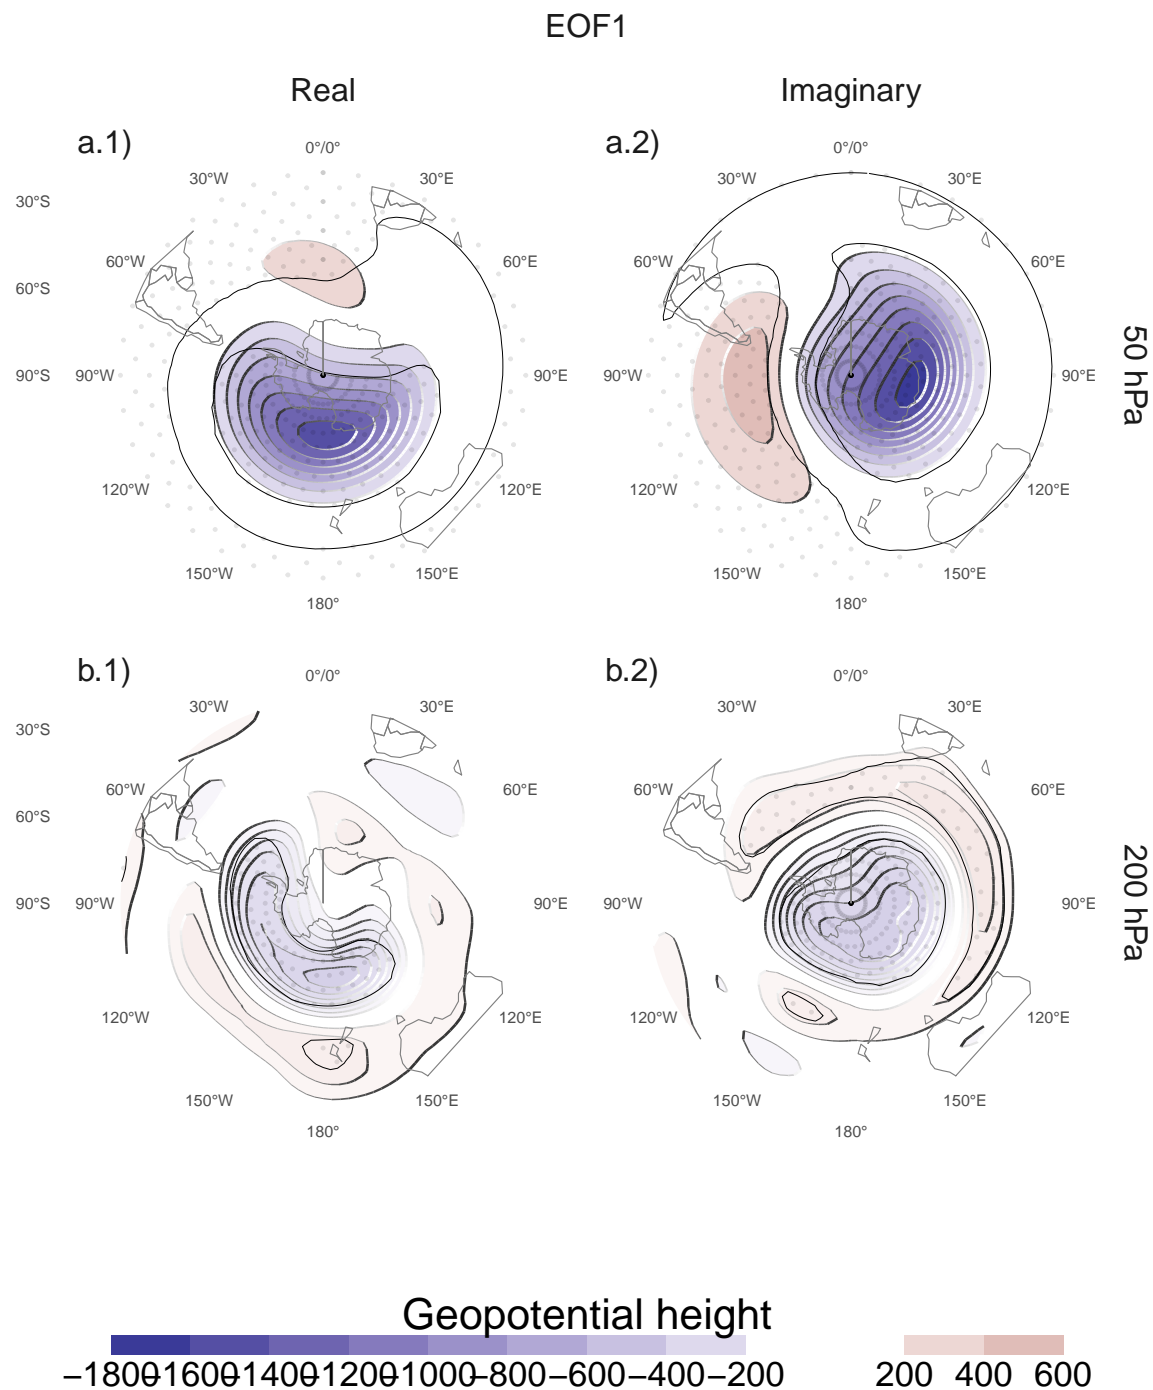 EOF1
Real Imaginary
a.1) a.2)
0°/0° 0°/0°
30°W 30°E 30°W 30°E
30°S
60°W 60°E 60°W 60°E
60°S
50 hPa
90°S 90°W 90°E 90°W 90°E
120°W 120°E 120°W 120°E
150°W 150°E 150°W 150°E
180° 180°
b.1) b.2)
0°/0° 0°/0°
30°W 30°E 30°W 30°E
30°S
60°W 60°E 60°W 60°E
60°S
200 hPa
90°S 90°W 90°E 90°W 90°E
120°W 120°E 120°W 120°E
150°W 150°E 150°W 150°E
180° 180°
Geopotential height
−1800 −1600 −1400 −1200 −1000 −800 −600 −400 −200 200 400 600